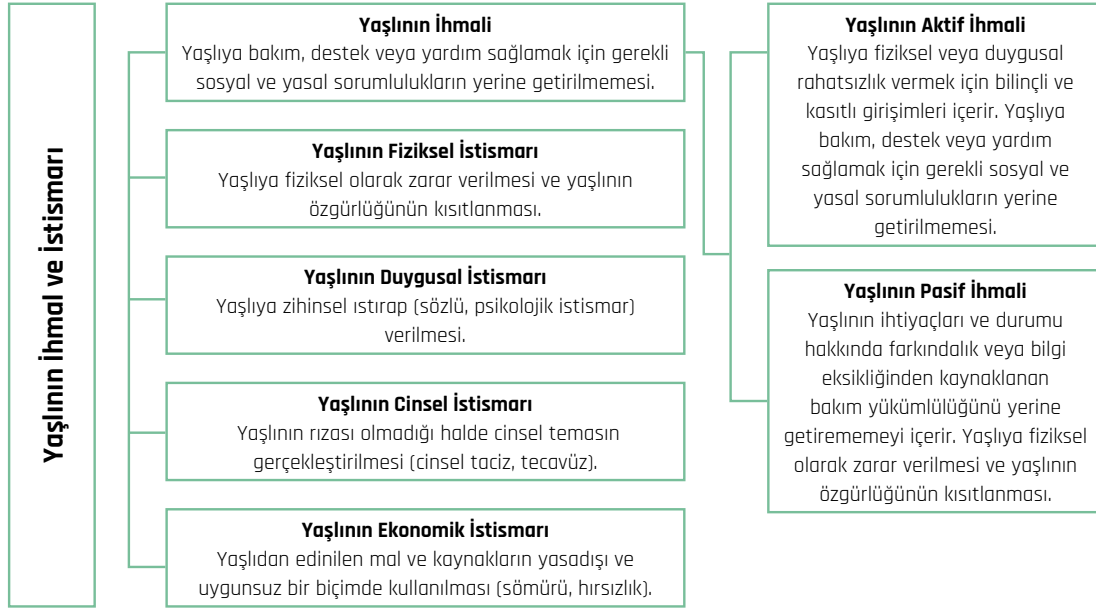 Yaşlının İhmal ve İstismarı
Yaşlının İhmali
Yaşlıya bakım, destek veya yardım sağlamak için gerekli
sosyal ve yasal sorumlulukların yerine getirilmemesi.
Yaşlının Fiziksel İstismarı
Yaşlıya fiziksel olarak zarar verilmesi ve yaşlının
özgürlüğünün kısıtlanması.
Yaşlının Duygusal İstismarı
Yaşlıya zihinsel ıstırap (sözlü, psikolojik istismar)
verilmesi.
Yaşlının Cinsel İstismarı
Yaşlının rızası olmadığı halde cinsel temasın
gerçekleştirilmesi (cinsel taciz, tecavüz).
Yaşlının Ekonomik İstismarı
Yaşlıdan edinilen mal ve kaynakların yasadışı ve
uygunsuz bir biçimde kullanılması (sömürü, hırsızlık).
Yaşlının Aktif İhmali
Yaşlıya fiziksel veya duygusal
rahatsızlık vermek için bilinçli ve
kasıtlı girişimleri içerir. Yaşlıya
bakım, destek veya yardım
sağlamak için gerekli sosyal ve
yasal sorumlulukların yerine
getirilmemesi.
Yaşlının Pasif İhmali
Yaşlının ihtiyaçları ve durumu
hakkında farkındalık veya bilgi
eksikliğinden kaynaklanan
bakım yükümlülüğünü yerine
getirememeyi içerir. Yaşlıya fiziksel
olarak zarar verilmesi ve yaşlının
özgürlüğünün kısıtlanması.